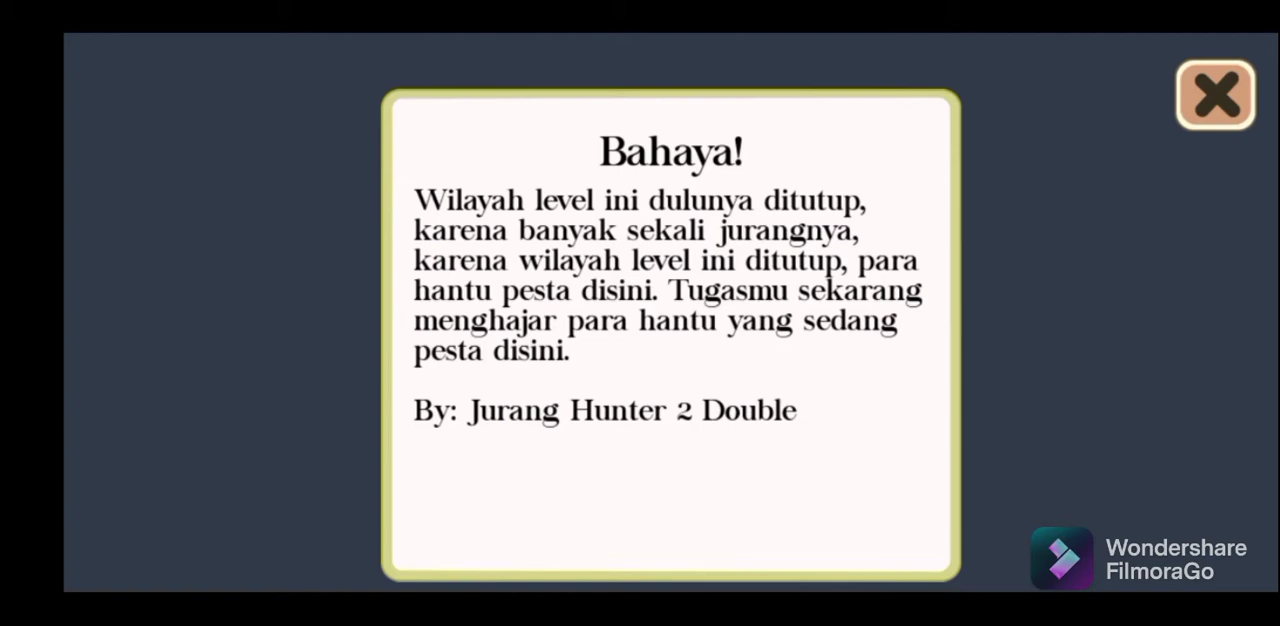 Bahaya!
Wilayah level ini dulunya ditutup,
karena banyak sekali jurangnya,
karena wilayah level ini ditutup, para
hantu pesta disini. Tugasmu sekarang
menghajar para hantu yang sedang
pesta disini.
By: Jurang Hunter 2 Double
Wondershare
FilmoraGo